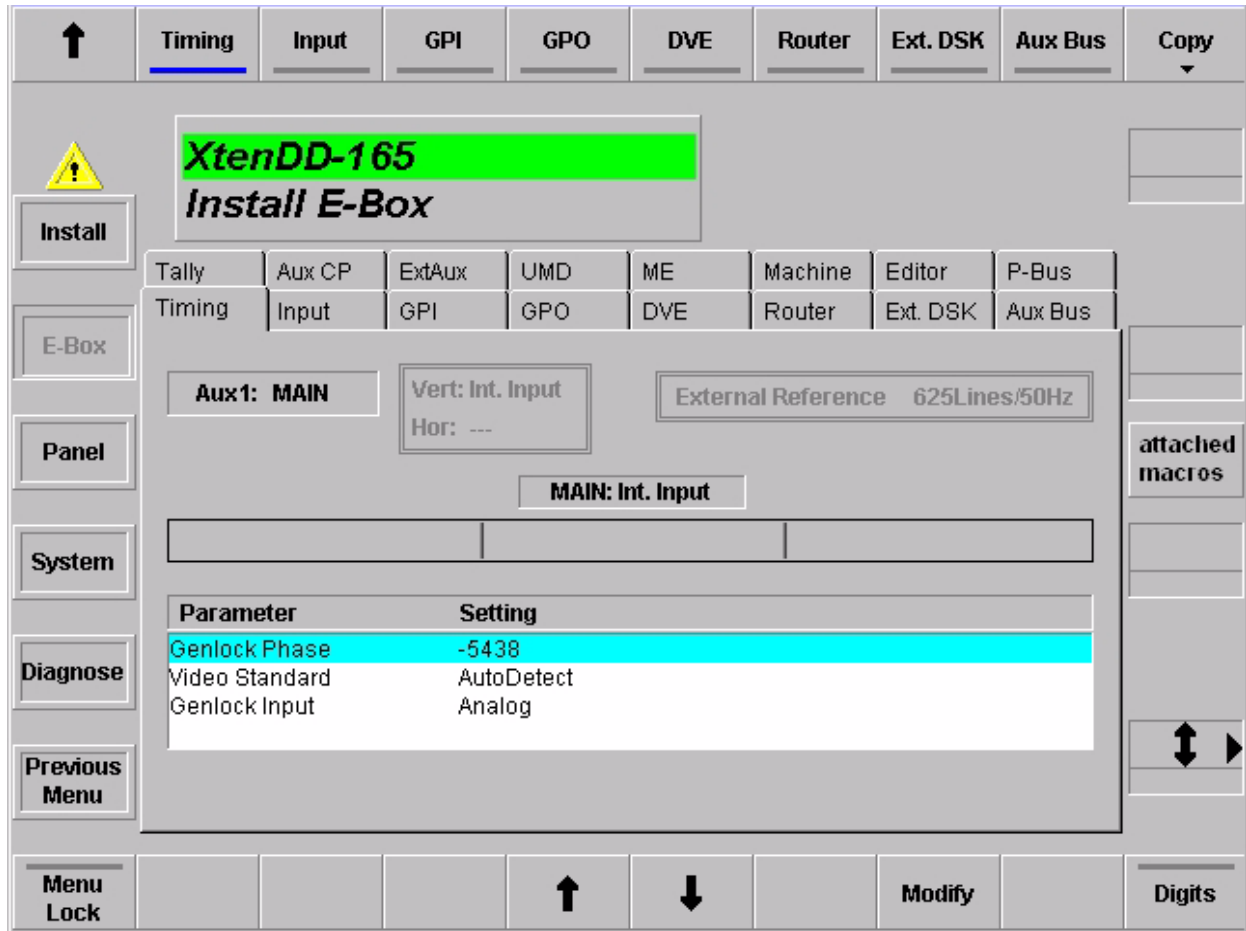 Timing Input GPI GPO DVE Router Ext. DSK Aux Bus Copy
XtenDD-165
Install E-Box
Install
E-Box
Panel
System
Diagnose
Previous
Menu
Tally Aux CP ExtAux UMD ME Machine Editor P-Bus
Timing Input GPI GPO DVE Router Ext. DSK Aux Bus
Aux1: MAIN
Vert: Int. Input
Hor: ---
External Reference 625Lines/50Hz
MAIN: Int. Input
Parameter Setting
Genlock Phase -5438
Video Standard AutoDetect
Genlock Input Analog
attached
macros
Menu
Lock
Modify
Digits